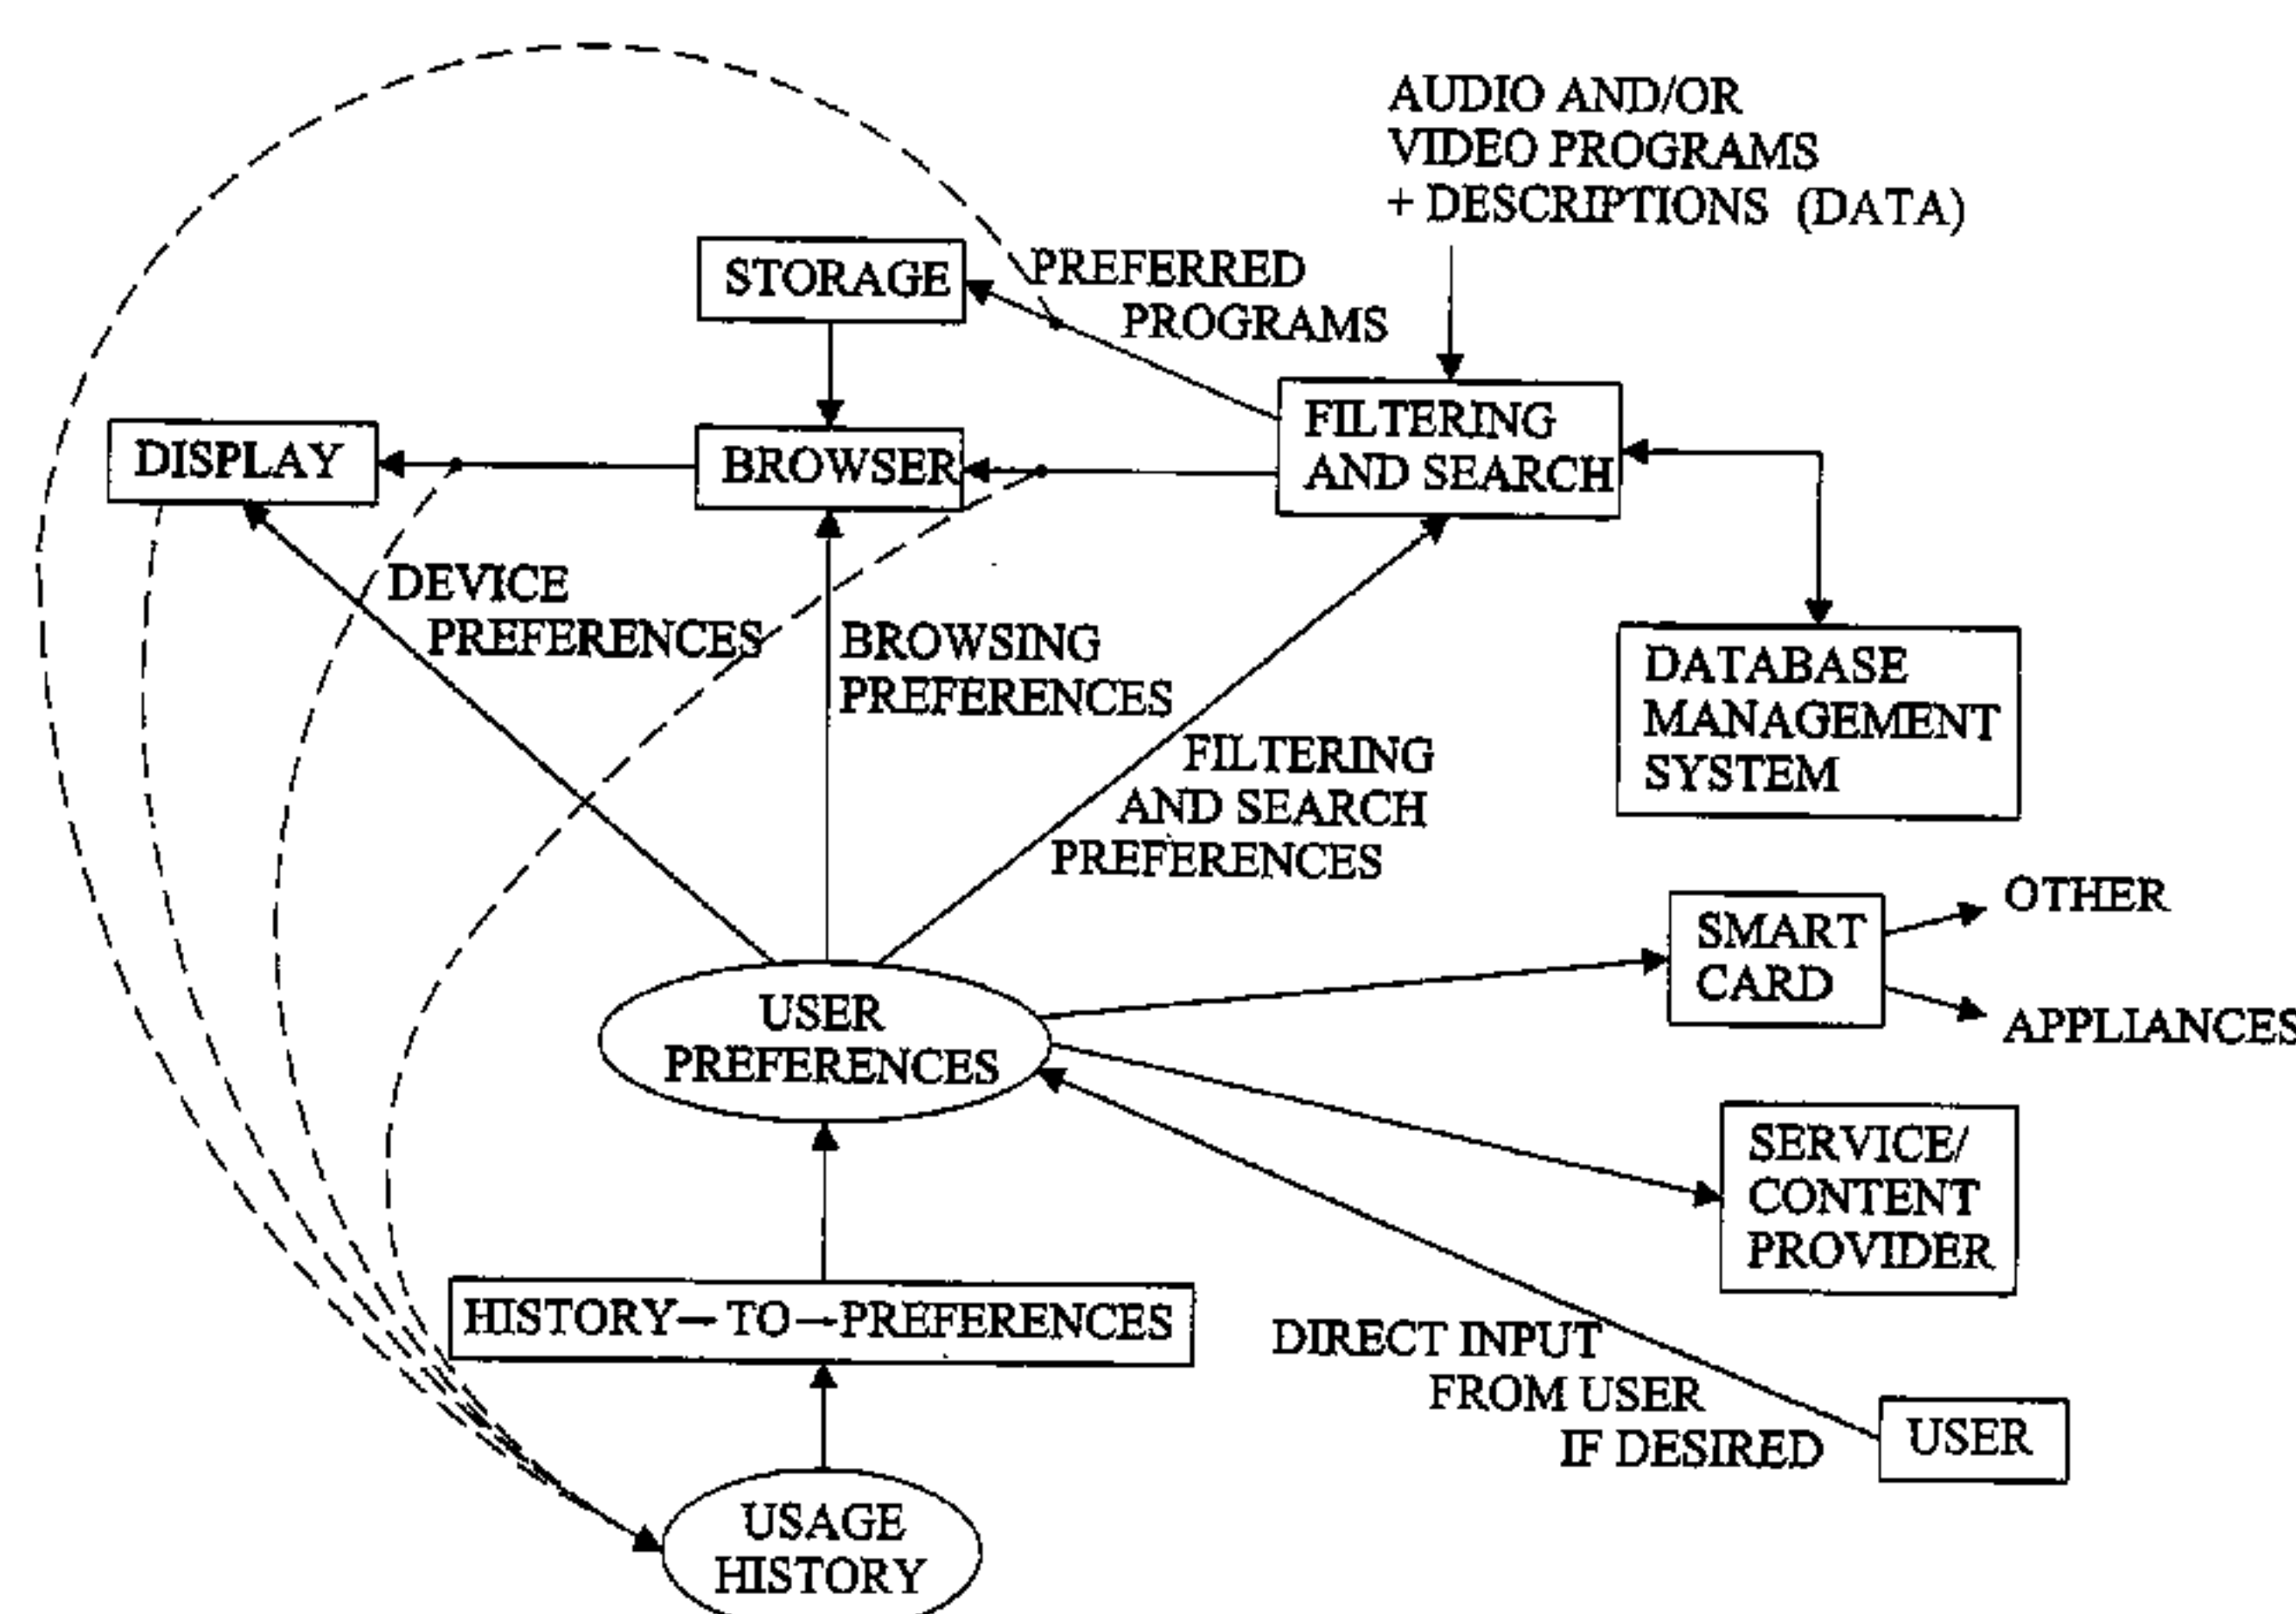 AUDIO AND/OR
VIDEO PROGRAMS
+ DESCRIPTIONS (DATA)
STORAGE
PREFERRED
PROGRAMS
DISPLAY
BROWSER
FILTERING
AND SEARCH
DEVICE
PREFERENCES
BROWSING
PREFERENCES
FILTERING
AND SEARCH
PREFERENCES
DATABASE
MANAGEMENT
SYSTEM
SMART
CARD
OTHER
APPLIANCES
USER
PREFERENCES
SERVICE/
CONTENT
PROVIDER
HISTORY—TO→PREFERENCES
DIRECT INPUT
FROM USER
IF DESIRED
USER
USAGE
HISTORY